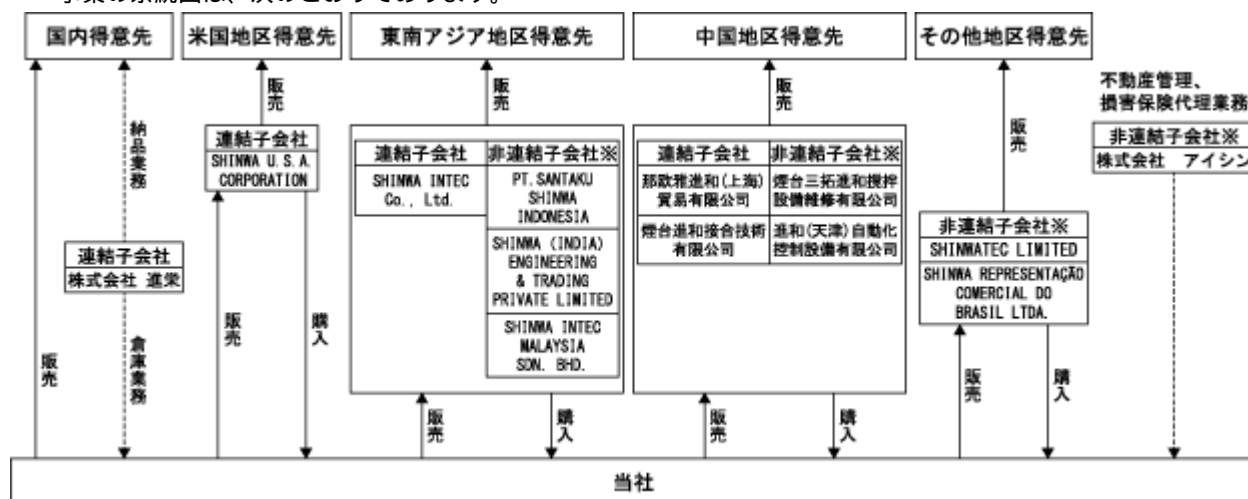 事業の系統図は、次のとおりであります。
国内得意先
米国地区得意先
東南アジア地区得意先
中国地区得意先
その他地区得意先
販売
販売
販売
販売
不動産管理、
損害保険代理業務
納品業務
連結子会社
SHINWA U.S.A.
CORPORATION
連結子会社
SHINWA INTEC
Co., Ltd.
非連結子会社※
PT. SANTAKU
SHINWA
INDONESIA
SHINWA (INDIA)
ENGINEERING
& TRADING
PRIVATE LIMITED
SHINWA INTEC
MALAYSIA
SDN. BHD.
連結子会社
那欧雅進和(上海)
貿易有限公司
煙台進和接合技術
有限公司
非連結子会社※
煙台三拓進和撹拌
設備維修有限公司
進和(天津)自動化
控制設備有限公司
非連結子会社※
株式会社 アイシン
非連結子会社※
SHINWATEC LIMITED
SHINWA REPRESENTAÇÃO
COMERCIAL DO
BRASIL LTDA.
連結子会社
株式会社 進栄
販売
倉庫業務
販売
購入
販売
購入
販売
購入
販売
購入
当社